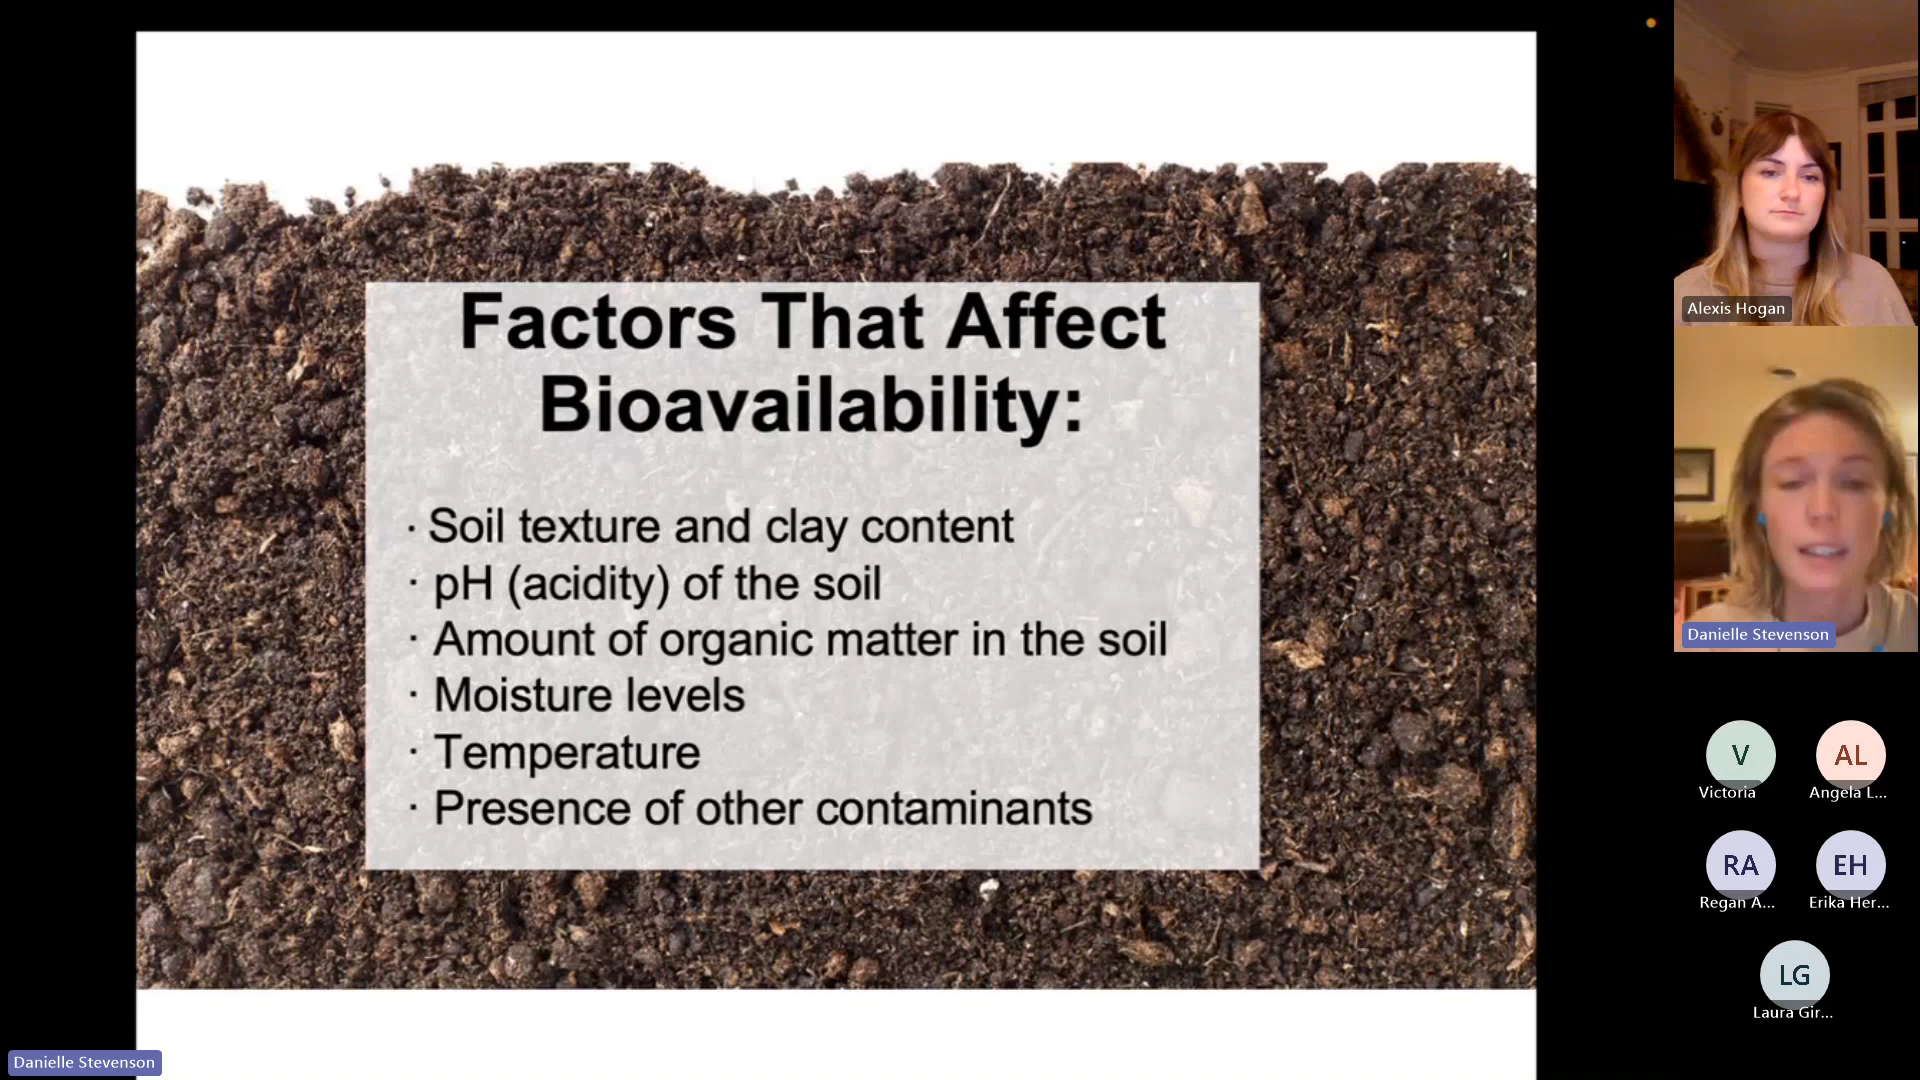 Factors That Affect
Bioavailability:
· Soil texture and clay content
· pH (acidity) of the soil
· Amount of organic matter in the soil
· Moisture levels
· Temperature
· Presence of other contaminants
Danielle Stevenson
Alexis Hogan
Danielle Stevenson
V
Victoria
AL
Angela L...
RA
Regan A...
EH
Erika Her...
LG
Laura Gir...